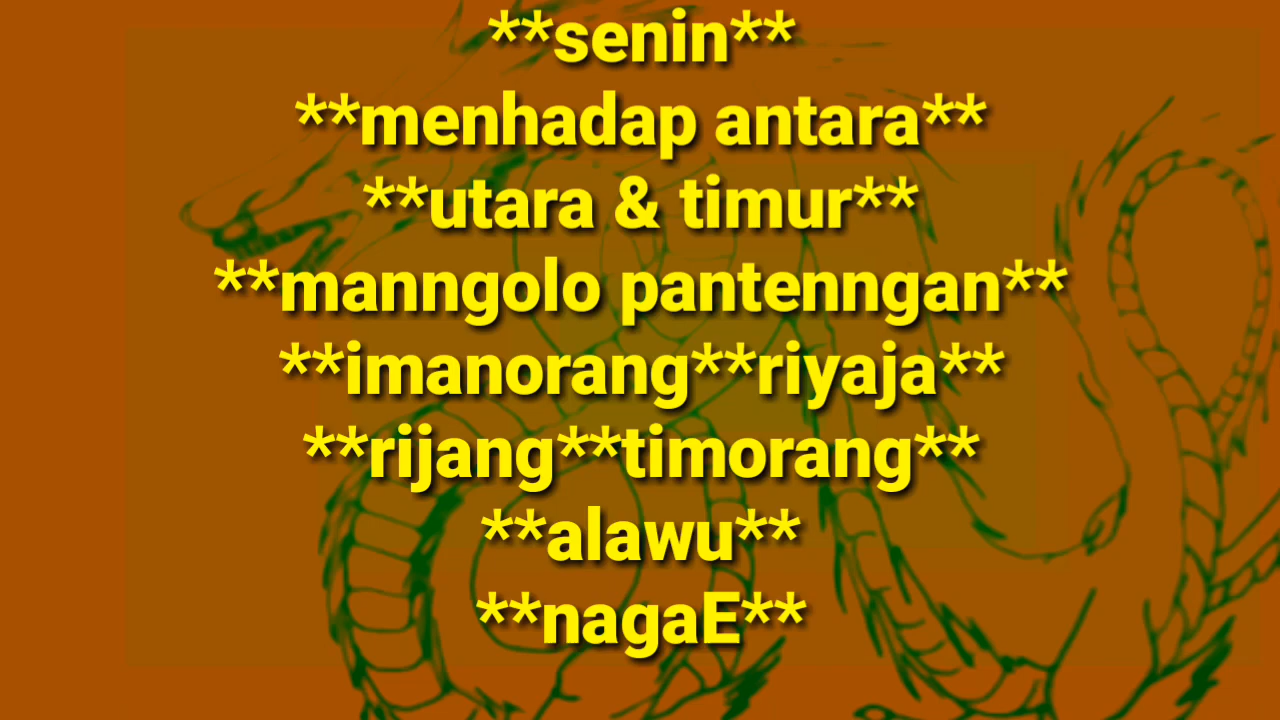 **senin**
**menhadap antara**
**utara & timur**
**manngolo pantenngan**
**imanorang**riyaja**
**rijang**timorang**
**alawu**
**nagaE**